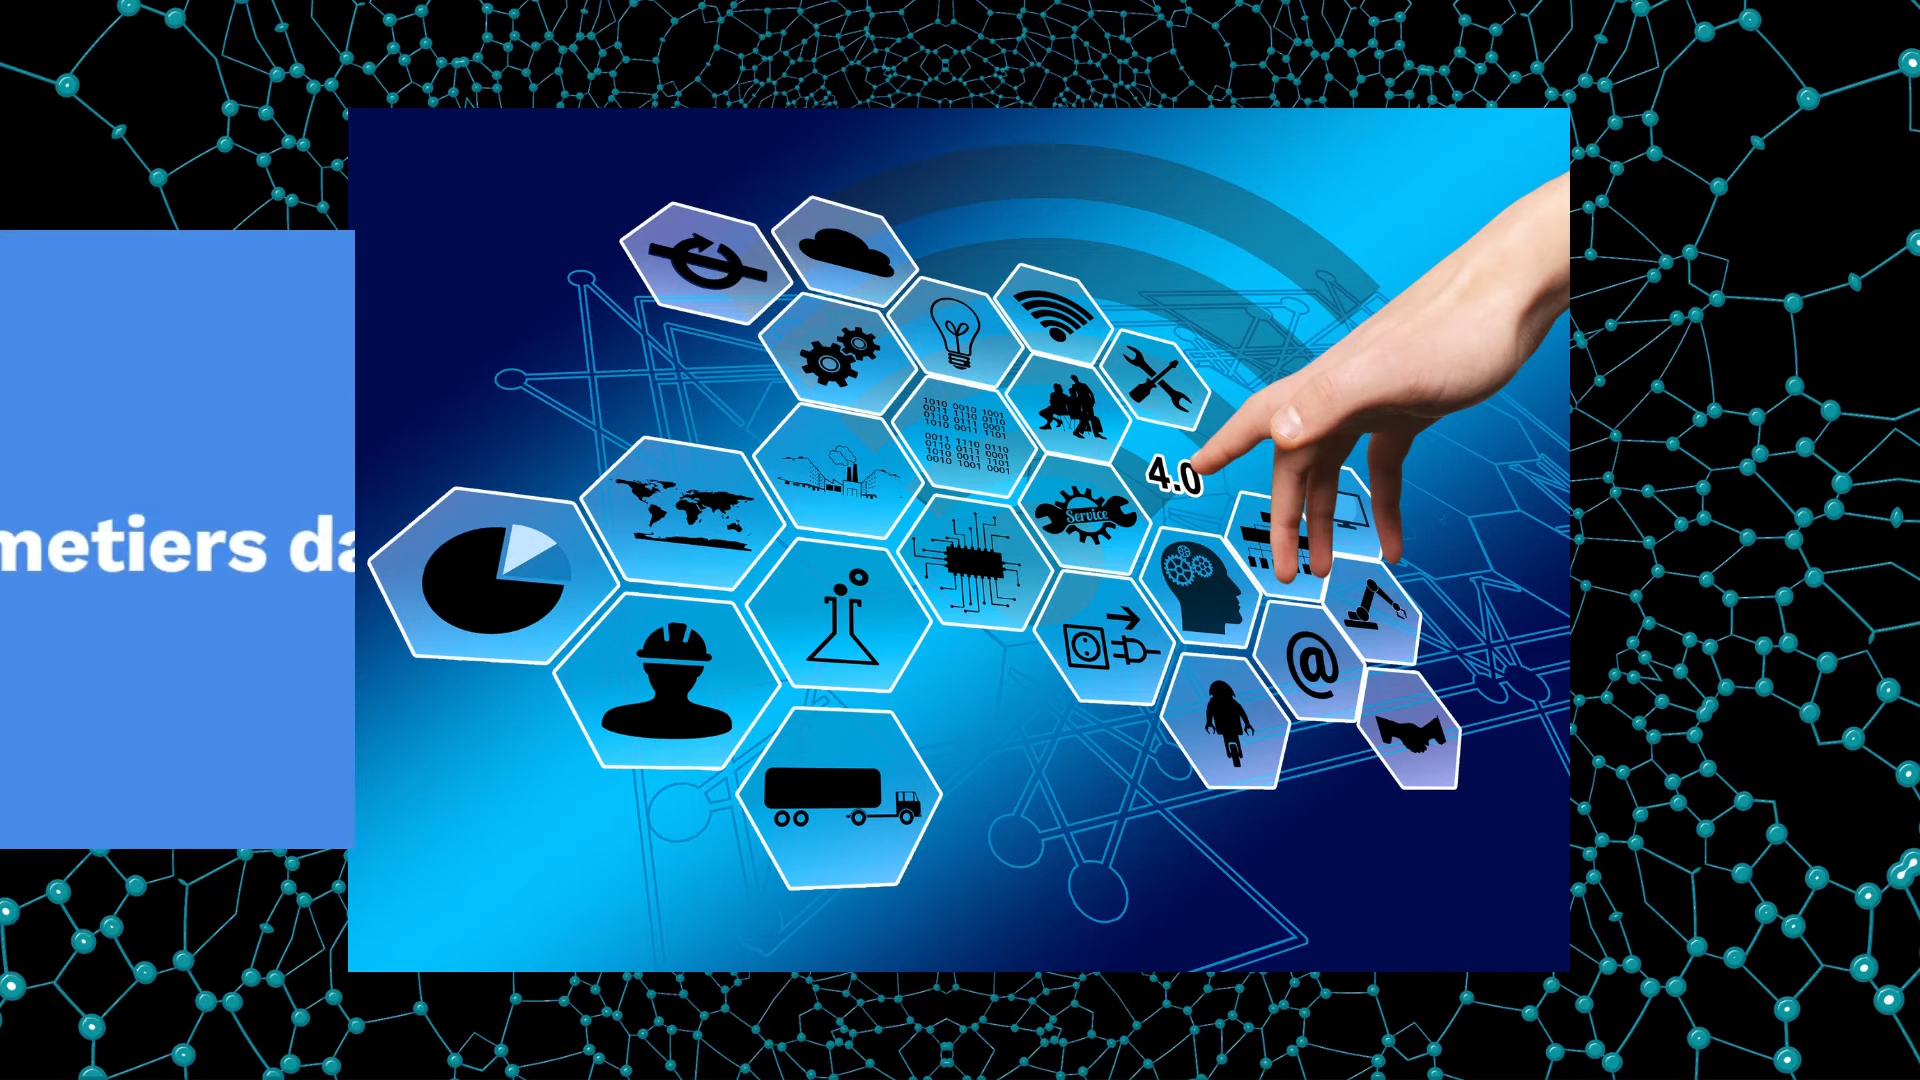 metiers da
1010 0010 1001
0011 1110 0110
0110 0111 0001
1010 0011 1101
0011 1110 0110
0110 0111 0001
1010 0011 1101
0010 1001 0001
4.0
Service
@